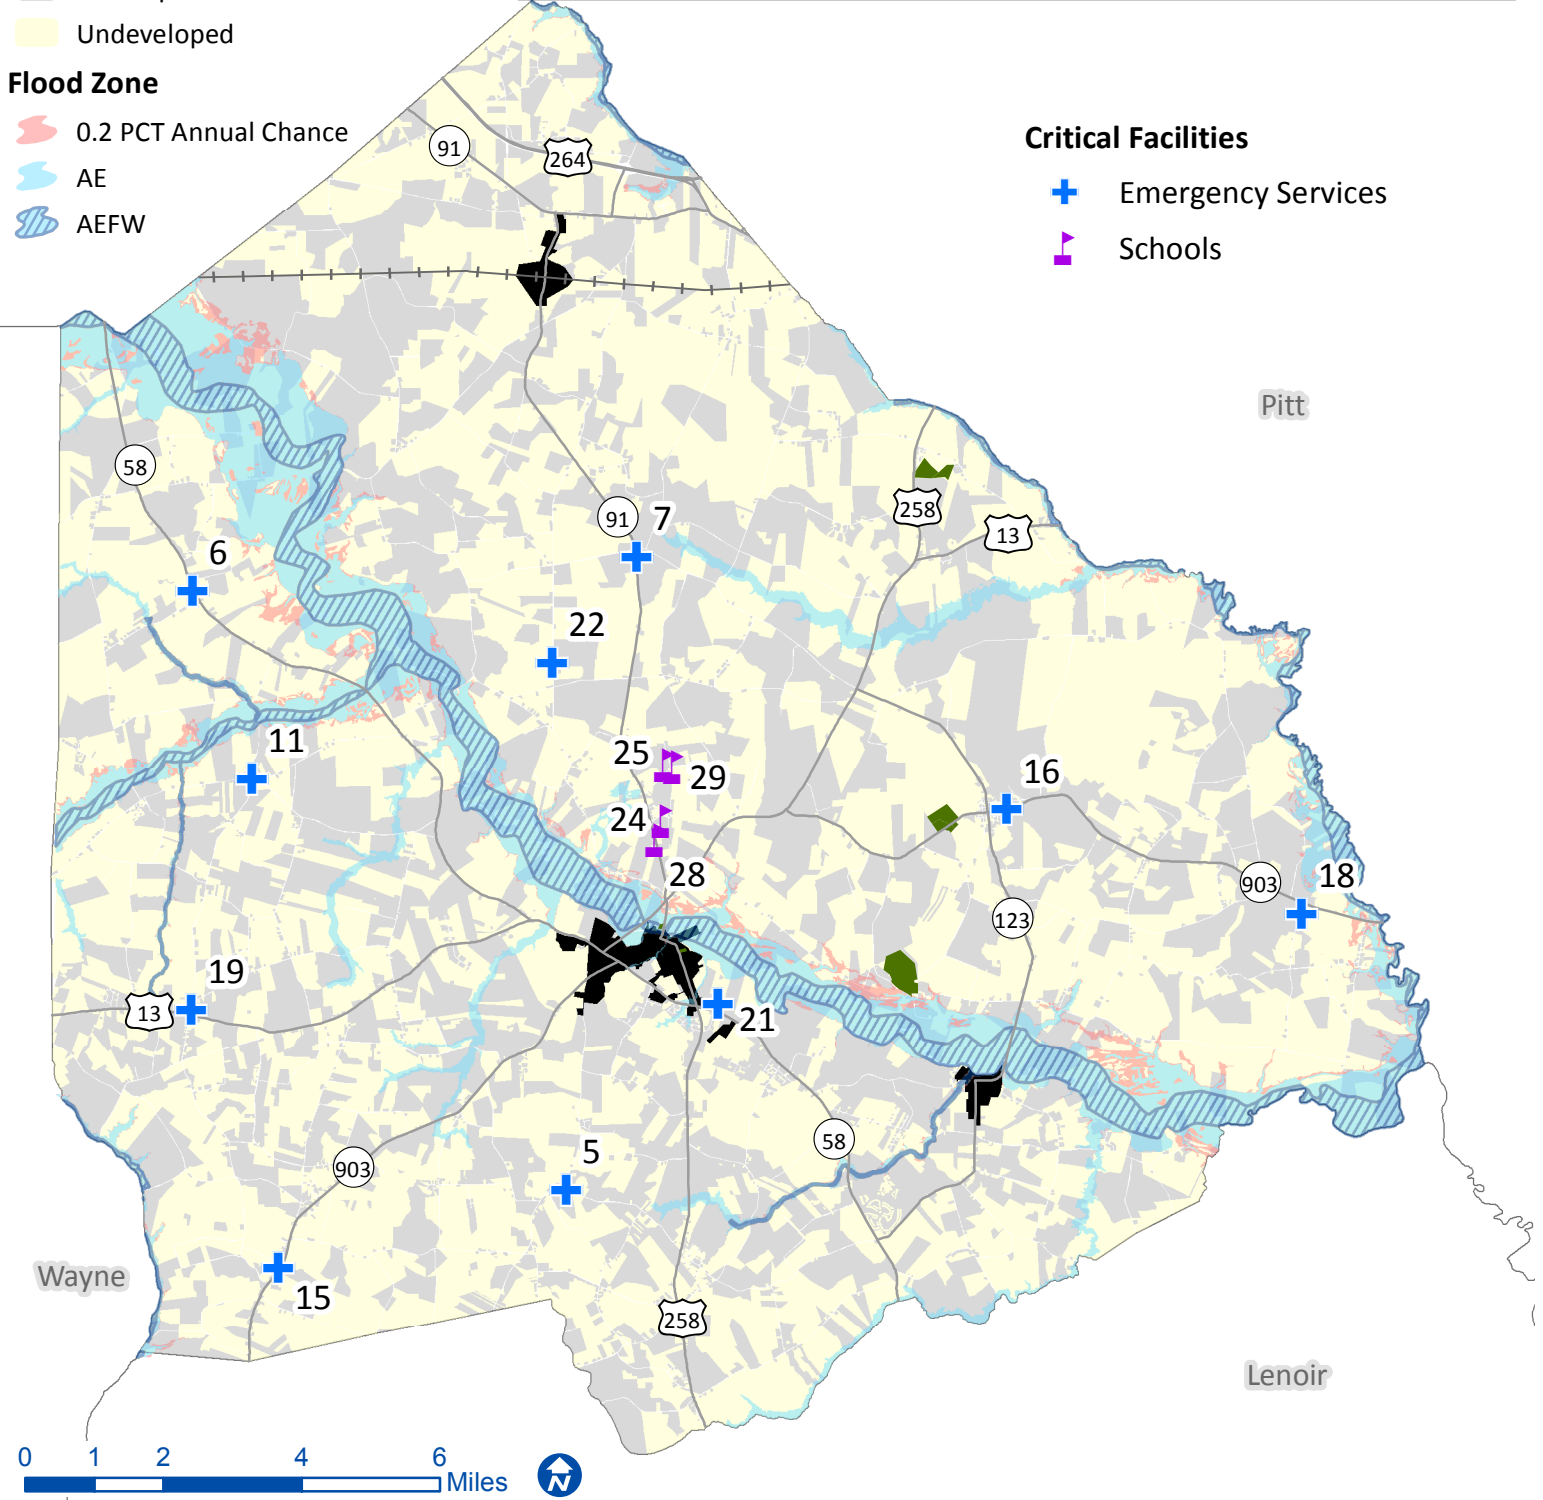 Undeveloped
Flood Zone
0.2 PCT Annual Chance
AE
AEFW
Critical Facilities
Emergency Services
Schools
91
264
Pitt
58
258
91
7
13
6
22
25
29
11
16
24
28
903
18
123
19
13
21
58
5
903
Wayne
15
258
Lenoir
0 1 2 4 6
Miles
N